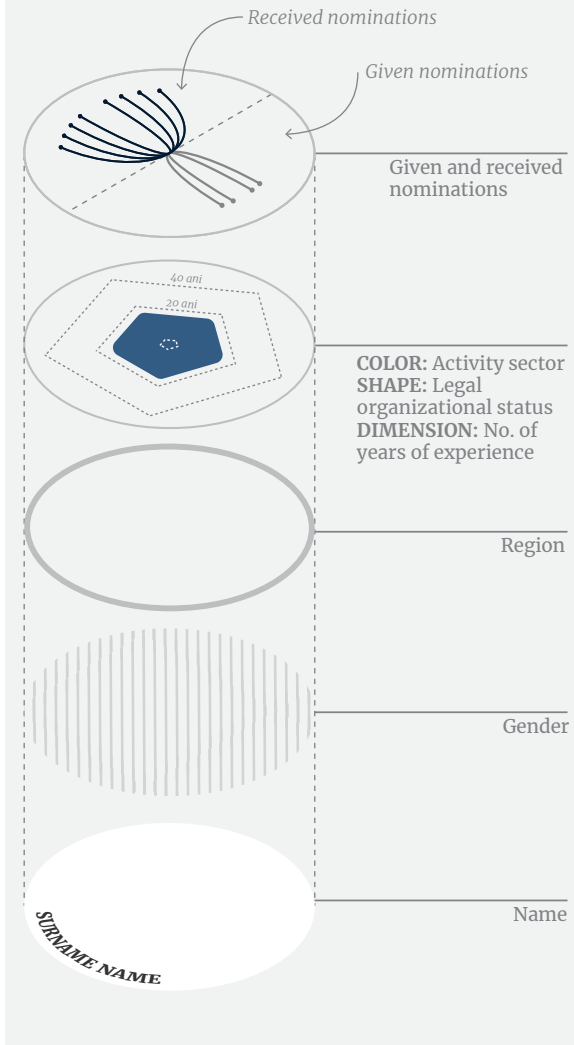 Received nominations
Given nominations
Given and received
nominations
40 ani
20 ani
COLOR: Activity sector
SHAPE: Legal
organizational status
DIMENSION: No. of
years of experience
Region
Gender
Name
SURNAME NAME